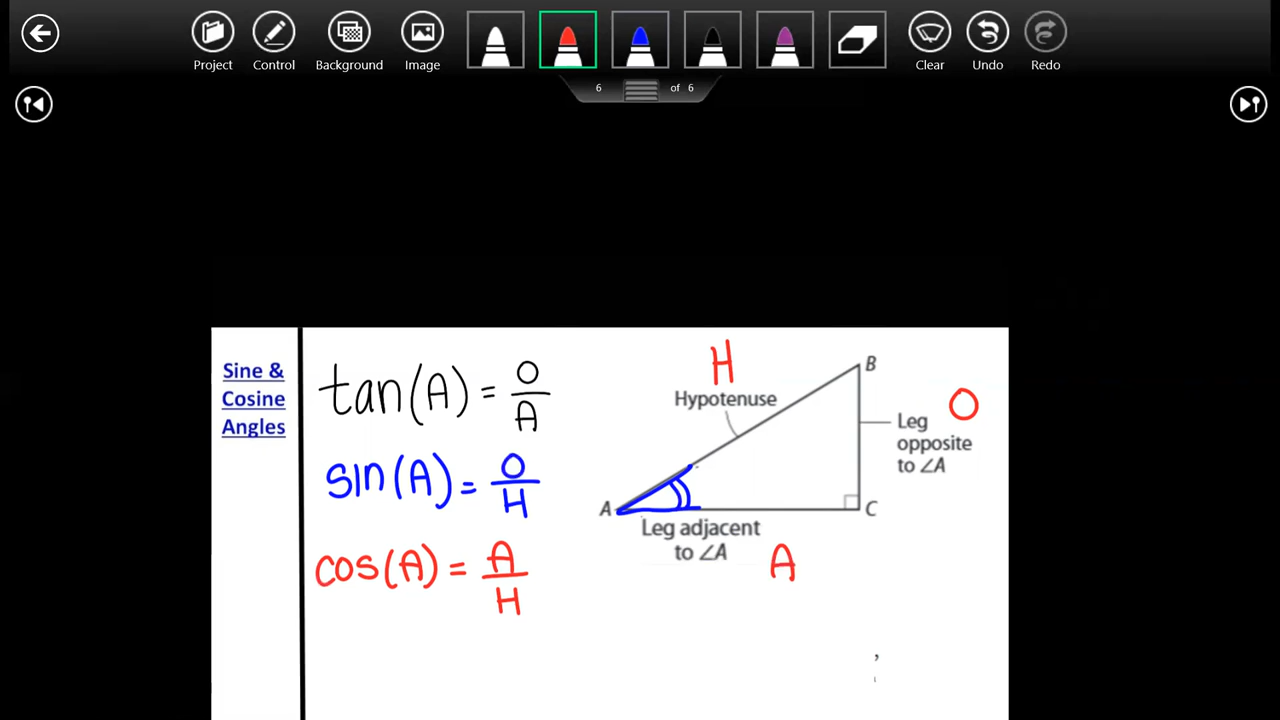 Project Control Background Image Clear Undo Redo
6 of 6
Sine &
Cosine
Angles
tan(A) = O/A
sin(A) = O/H
cos(A) = A/H
H
Hypotenuse
B
O
Leg
opposite
to ∠A
A
C
Leg adjacent
to ∠A
A
,